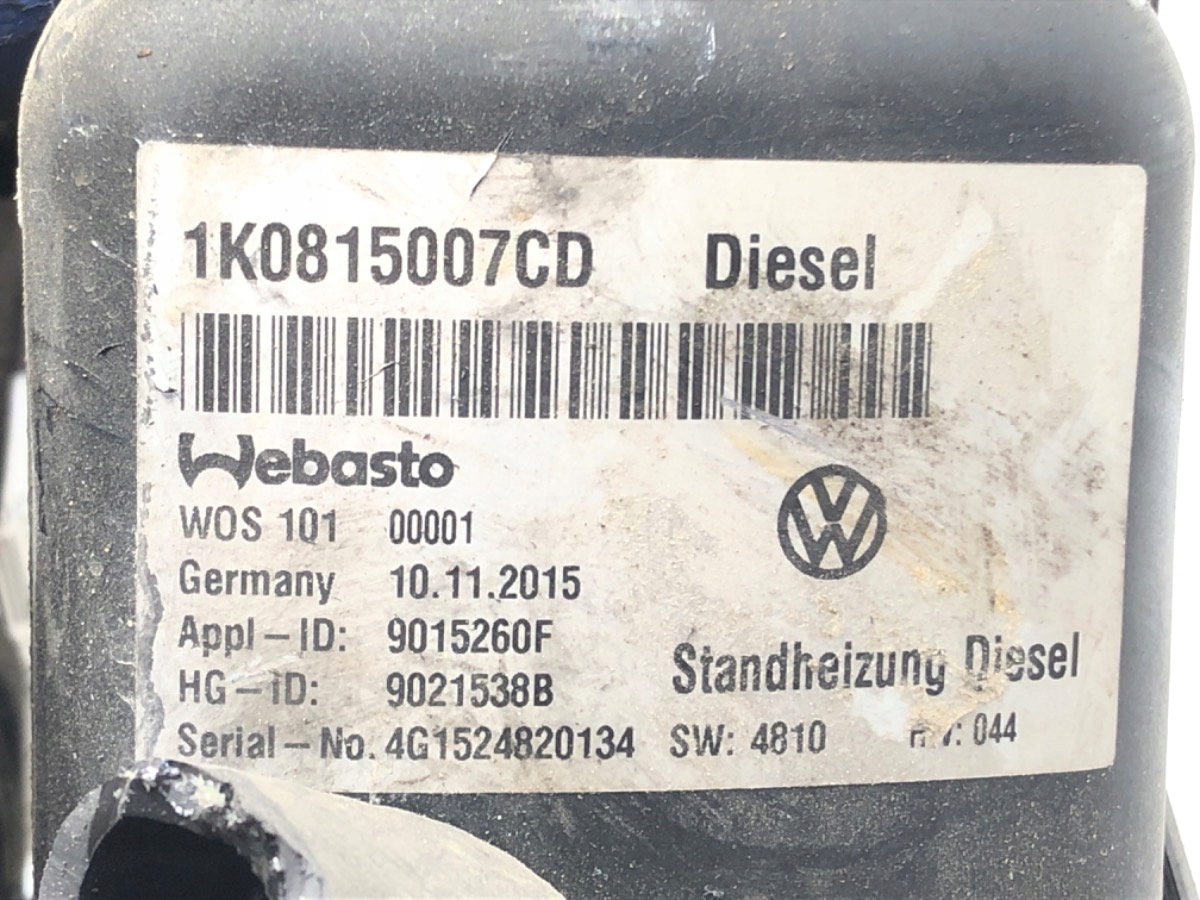 1K0815007CD Diesel
Webasto
WOS 101 00001
Germany 10.11.2015
Appl-ID: 9015260F
HG-ID: 9021538B
Standheizung Diesel
Serial-No. 4G1524820134 SW: 4810 044